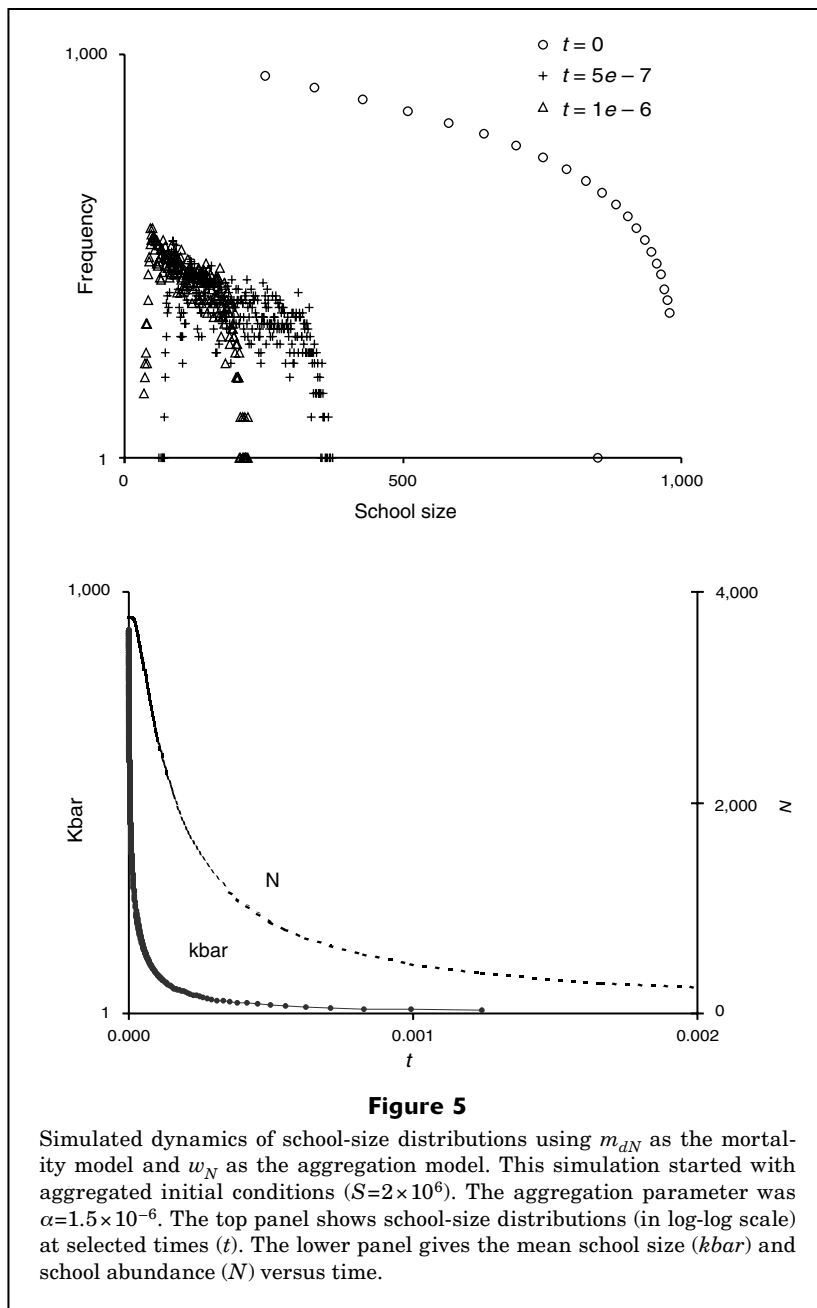 1,000
Frequency
1
0
500
1,000
School size
t = 0
t = 5e – 7
t = 1e – 6
1,000
Kbar
1
0.000
0.001
0.002
t
4,000
2,000
N
0
N
kbar
Figure 5
Simulated dynamics of school-size distributions using m_dN as the mortal-
ity model and w_N as the aggregation model. This simulation started with
aggregated initial conditions (S=2×10⁶). The aggregation parameter was
α=1.5×10⁻⁶. The top panel shows school-size distributions (in log-log scale)
at selected times (t). The lower panel gives the mean school size (kbar) and
school abundance (N) versus time.